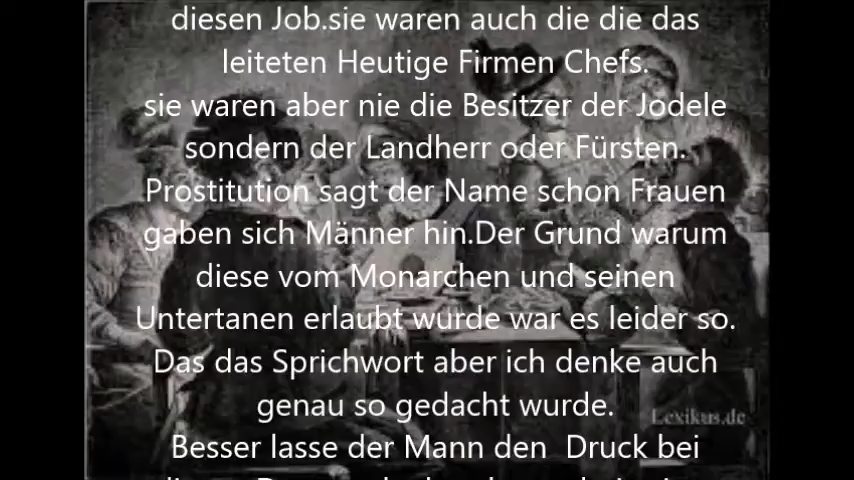 diesen Job.sie waren auch die die das
leiteten Heutige Firmen Chefs.
sie waren aber nie die Besitzer der Jodele
sondern der Landherr oder Fürsten.
Prostitution sagt der Name schon Frauen
gaben sich Männer hin.Der Grund warum
diese vom Monarchen und seinen
Untertanen erlaubt wurde war es leider so.
Das das Sprichwort aber ich denke auch
genau so gedacht wurde.
Lexikus.de
Besser lasse der Mann den  Druck bei